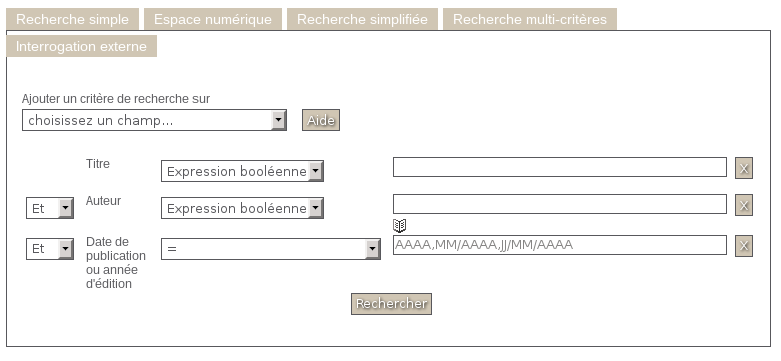 Recherche simple Espace numérique Recherche simplifiée Recherche multi-critères
Interrogation externe
Ajouter un critère de recherche sur
choisissez un champ... Aide
Titre Expression booléenne X
Et Auteur Expression booléenne X
Et Date de publication ou année d'édition = AAAA,MM/AAAA,JJ/MM/AAAA X
Rechercher